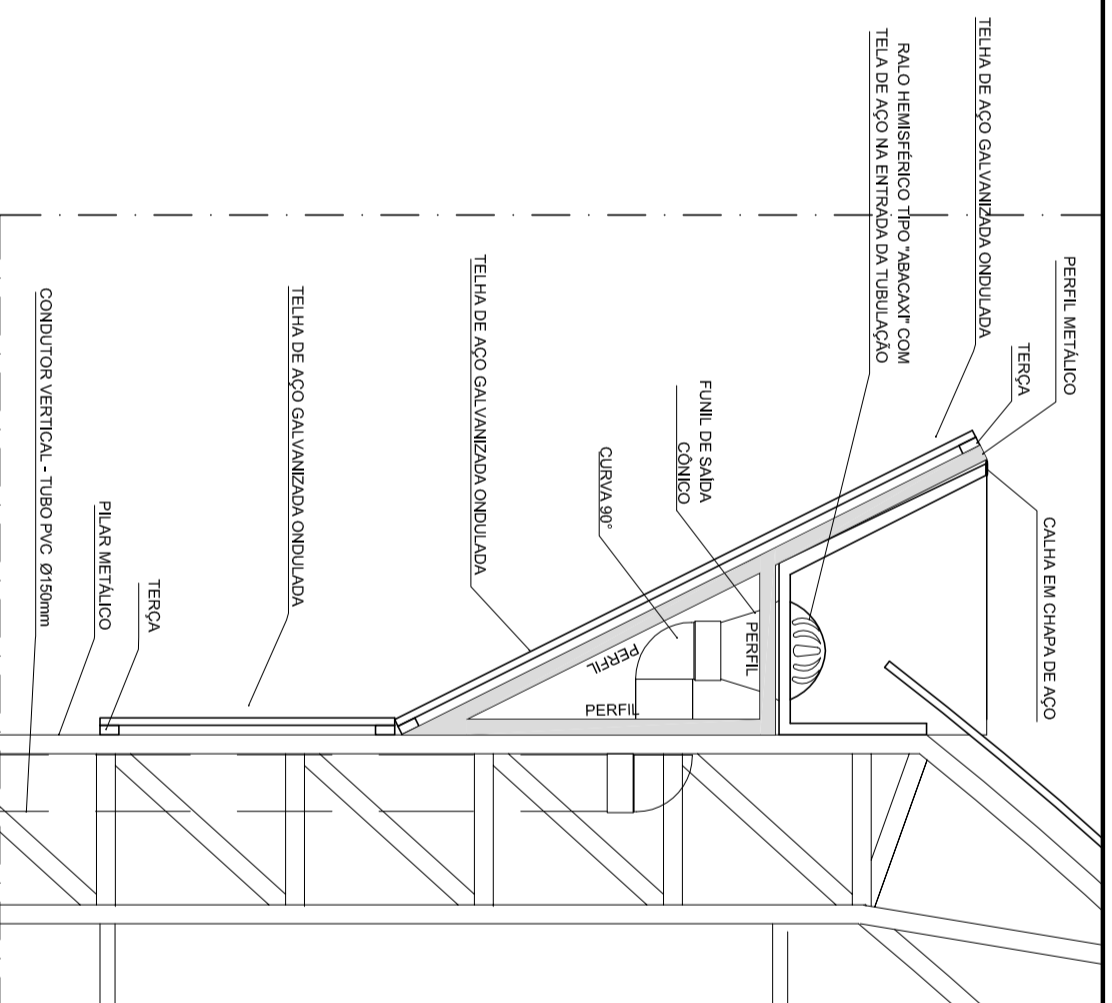 TELHA DE AÇO GALVANIZADA ONDULADA
RALO HEMISFÉRICO TIPO "ABACAXI" COM
TELA DE AÇO NA ENTRADA DA TUBULAÇÃO
PERFIL METÁLICO
TERÇA
CALHA EM CHAPA DE AÇO
FUNIL DE SAÍDA
CÔNICO
CURVA 90°
TELHA DE AÇO GALVANIZADA ONDULADA
PERFIL
PERFIL
PERFIL
TELHA DE AÇO GALVANIZADA ONDULADA
TERÇA
PILAR METÁLICO
CONDUTOR VERTICAL - TUBO PVC Ø150mm